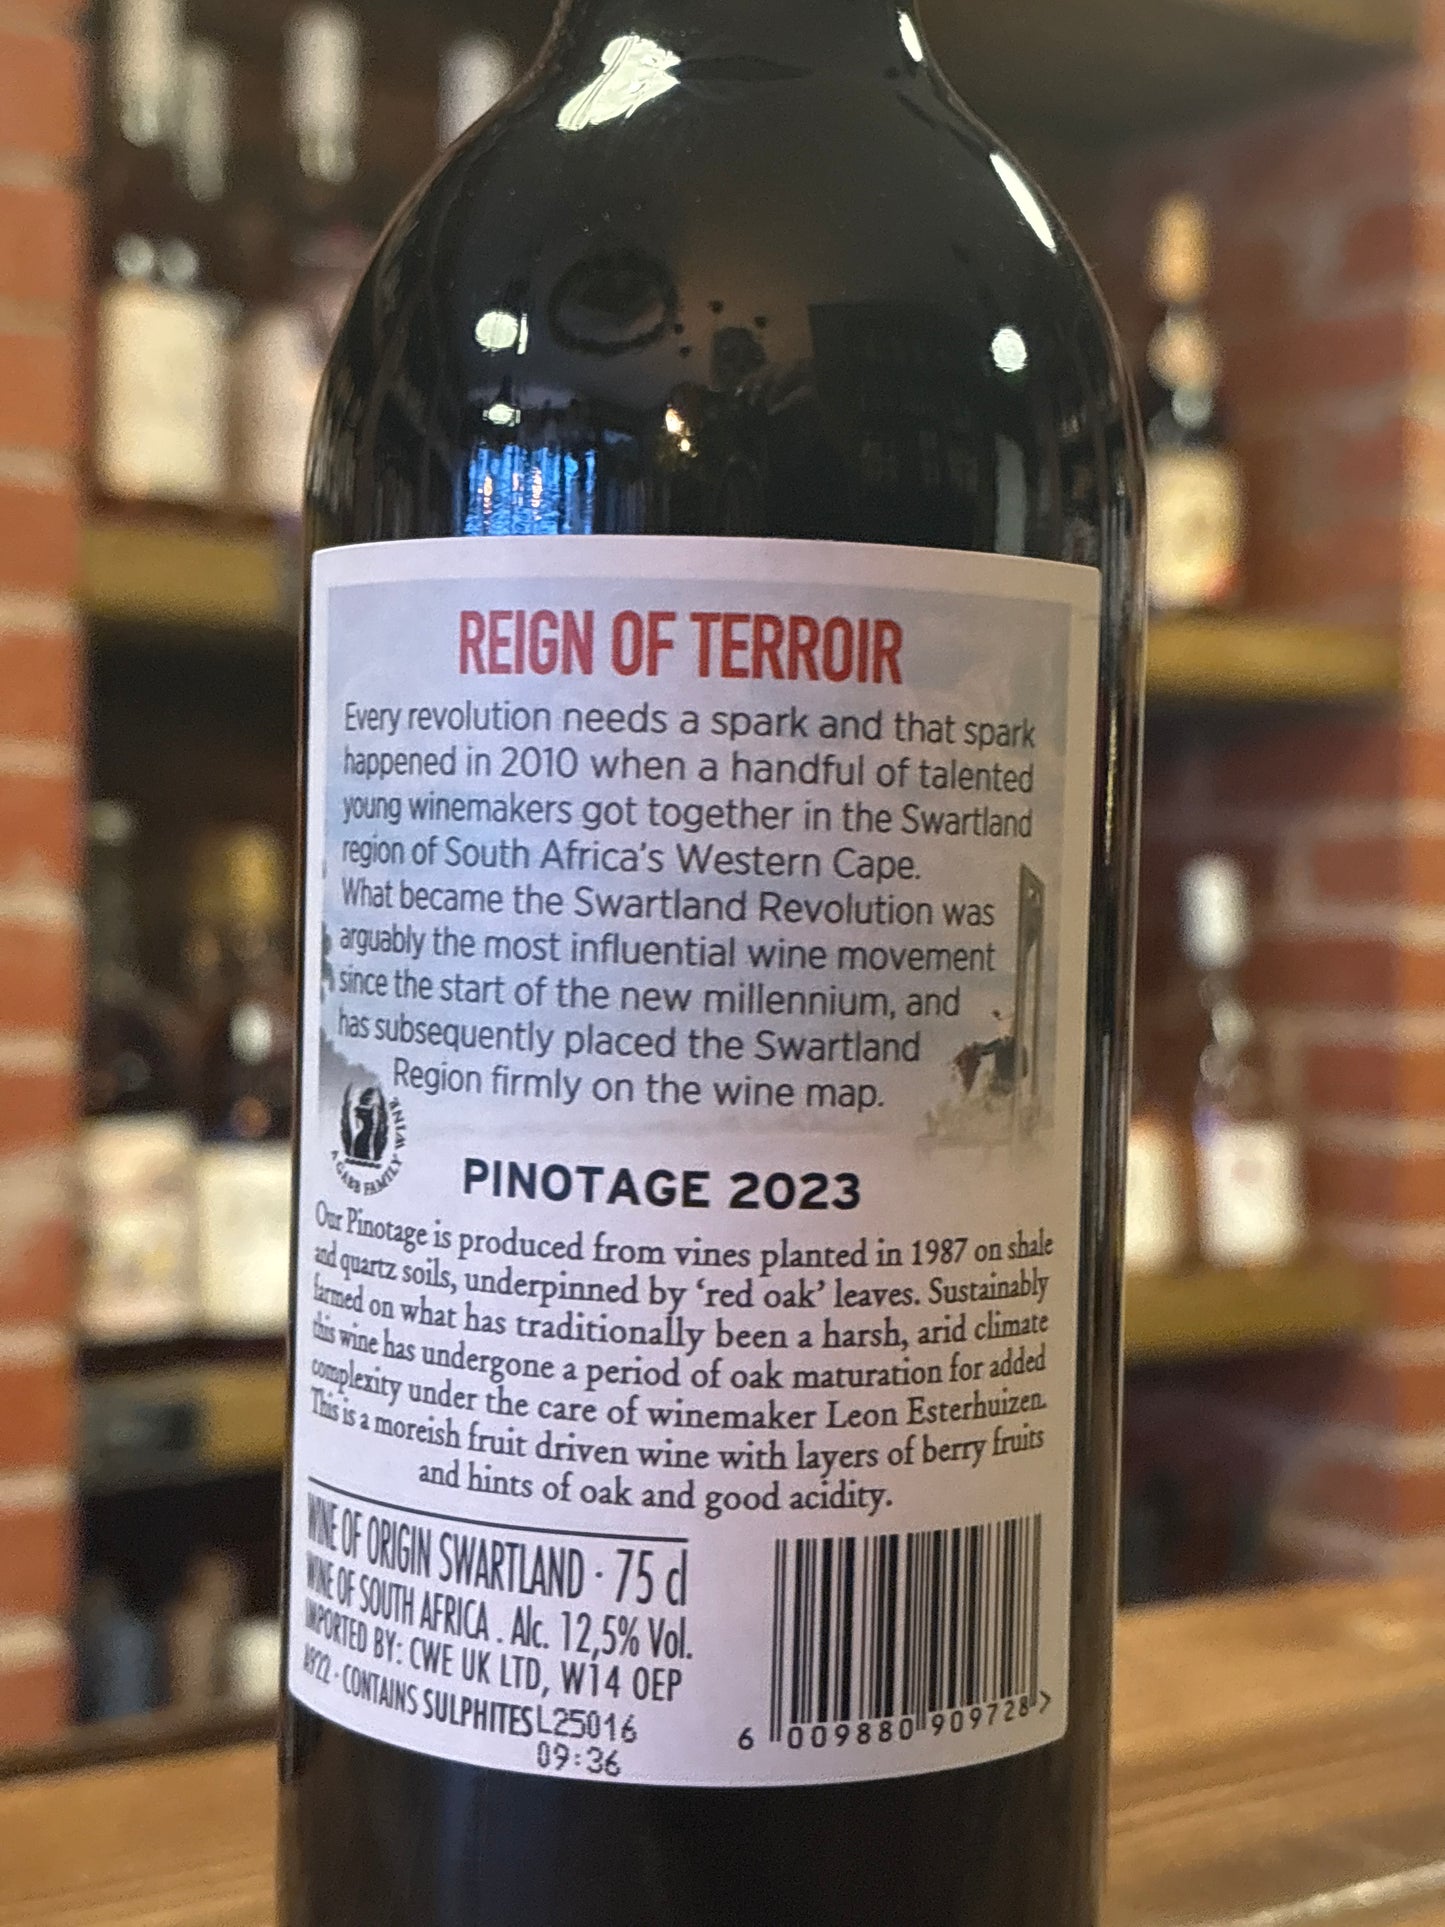 REIGN OF TERROIR
Every revolution needs a spark and that spark
happened in 2010 when a handful of talented
young winemakers got together in the Swartland
region of South Africa's Western Cape.
What became the Swartland Revolution was
arguably the most influential wine movement
since the start of the new millennium, and
has subsequently placed the Swartland
Region firmly on the wine map.
A GABB FAMILY WINE
PINOTAGE 2023
Our Pinotage is produced from vines planted in 1987 on shale
and quartz soils, underpinned by ‘red oak’ leaves. Sustainably
farmed on what has traditionally been a harsh, arid climate
this wine has undergone a period of oak maturation for added
complexity under the care of winemaker Leon Esterhuizen.
This is a moreish fruit driven wine with layers of berry fruits
and hints of oak and good acidity.
WINE OF ORIGIN SWARTLAND · 75 cl
WINE OF SOUTH AFRICA . Alc. 12,5% Vol.
IMPORTED BY: CWE UK LTD, W14 0EP
A922 - CONTAINS SULPHITES L25016
09:36
6 009880 909728 >